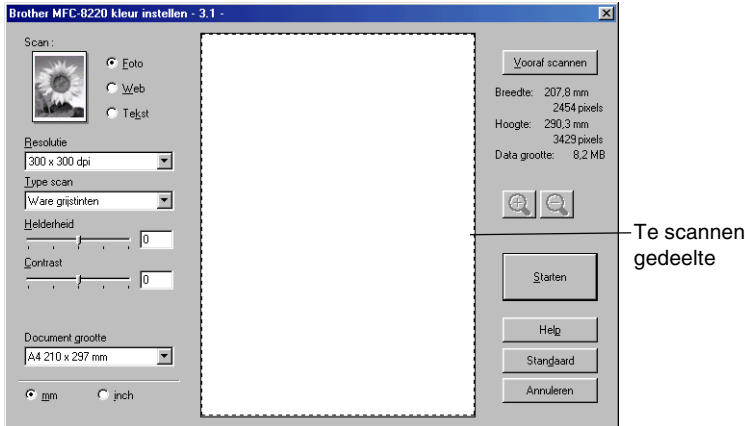 Brother MFC-8220 kleur instellen - 3.1 -
Scan :
Foto
Web
Tekst
Resolutie
300 x 300 dpi
Type scan
Ware grijstinten
Helderheid
0
Contrast
0
Document grootte
A4 210 x 297 mm
mm
inch
Vooraf scannen
Breedte: 207,8 mm
2454 pixels
Hoogte: 290,3 mm
3429 pixels
Data grootte: 8,2 MB
Starten
Help
Standaard
Annuleren
Te scannen
gedeelte